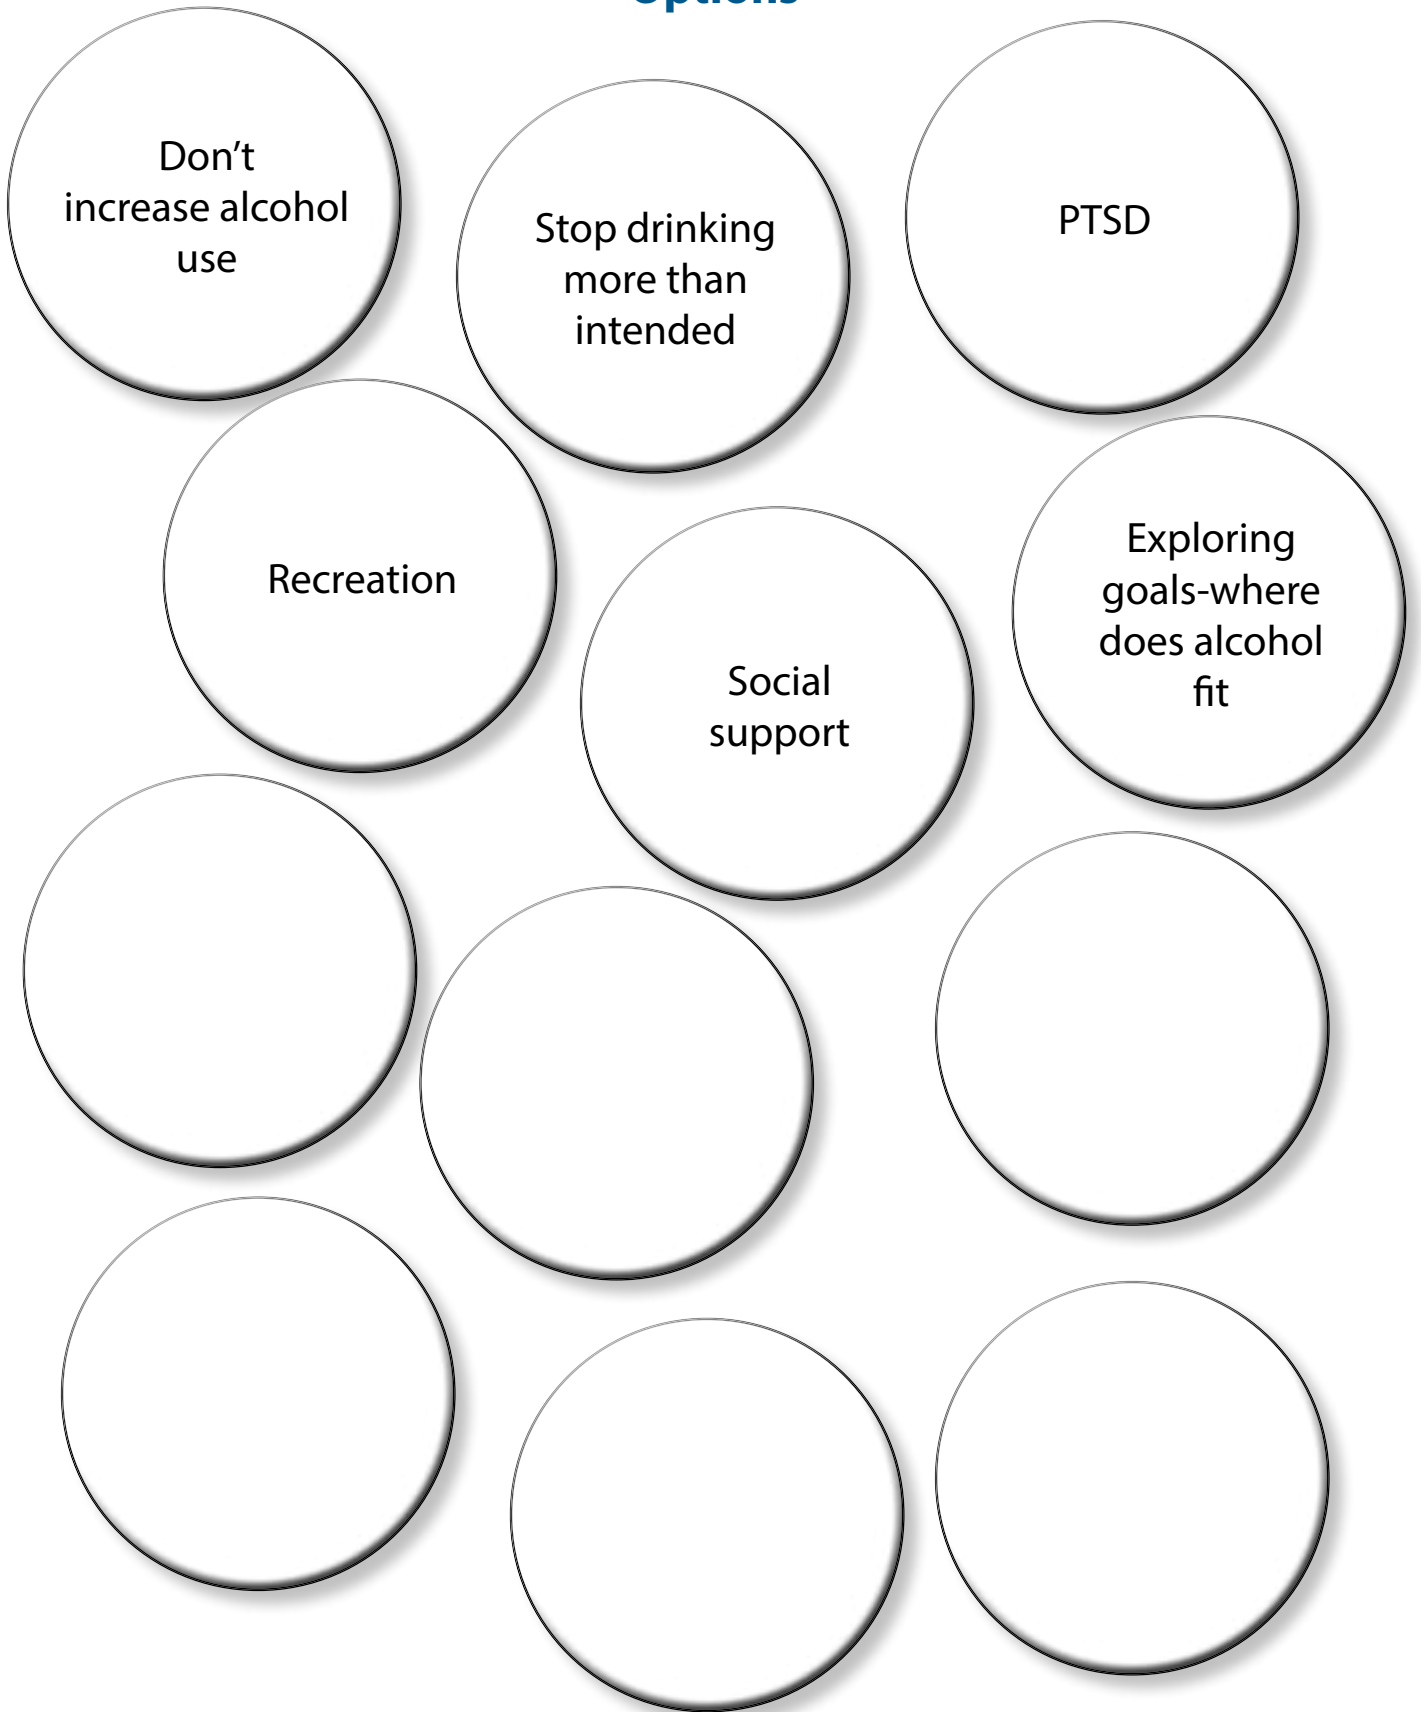 Options
Don't
increase alcohol
use
Stop drinking
more than
intended
PTSD
Recreation
Social
support
Exploring
goals-where
does alcohol
fit